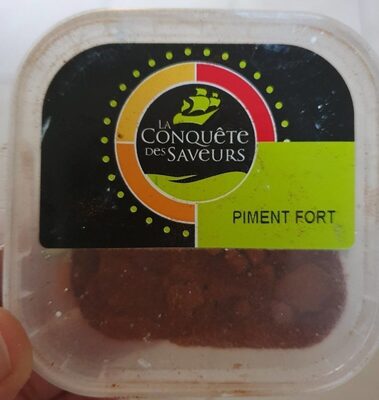 LA
CONQUÊTE
DES SAVEURS
PIMENT FORT